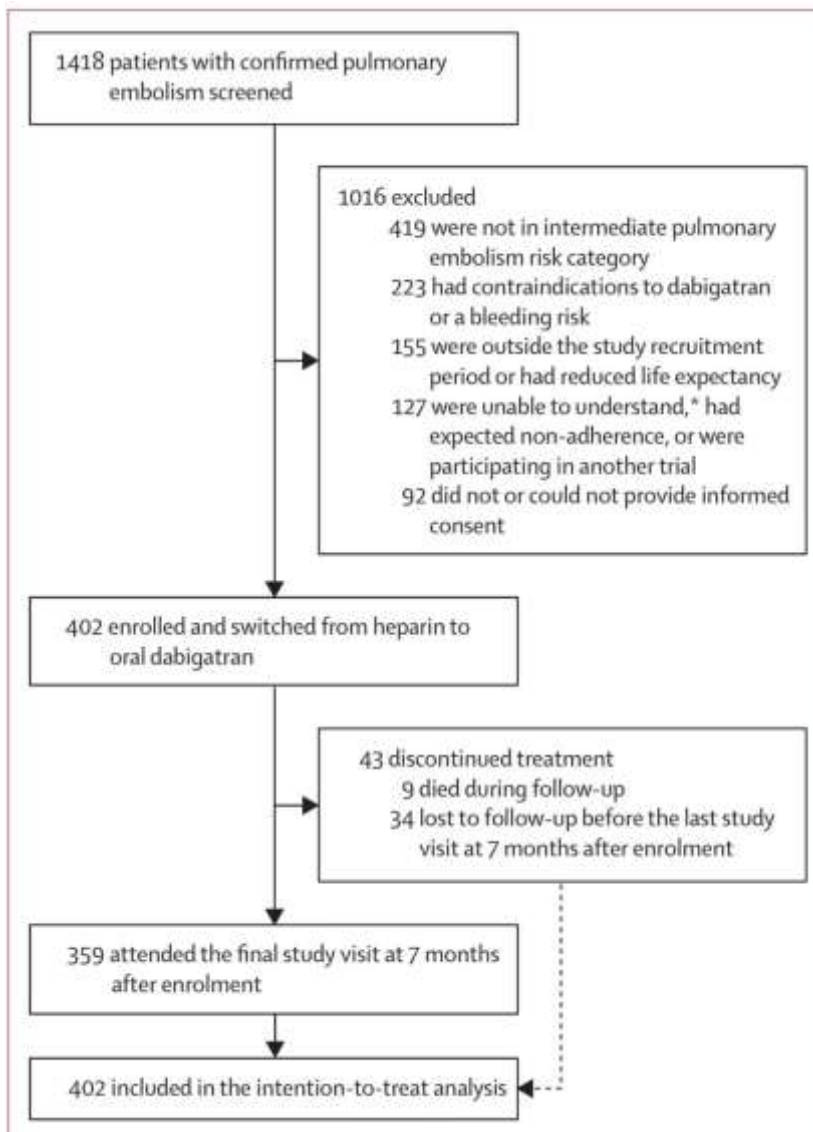 1418 patients with confirmed pulmonary
embolism screened
1016 excluded
419 were not in intermediate pulmonary
embolism risk category
223 had contraindications to dabigatran
or a bleeding risk
155 were outside the study recruitment
period or had reduced life expectancy
127 were unable to understand,* had
expected non-adherence, or were
participating in another trial
92 did not or could not provide informed
consent
402 enrolled and switched from heparin to
oral dabigatran
43 discontinued treatment
9 died during follow-up
34 lost to follow-up before the last study
visit at 7 months after enrolment
359 attended the final study visit at 7 months
after enrolment
402 included in the intention-to-treat analysis